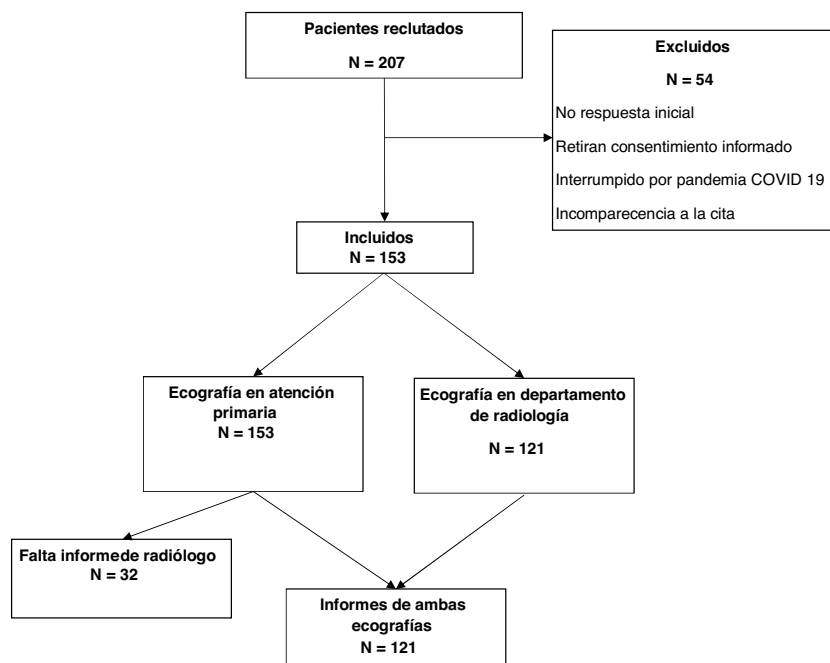 Pacientes reclutados
N = 207
Excluidos
N = 54
No respuesta inicial
Retiran consentimiento informado
Interrumpido por pandemia COVID 19
Incomparecencia a la cita
Incluidos
N = 153
Ecografía en atención
primaria
N = 153
Ecografía en departamento
de radiología
N = 121
Falta informede radiólogo
N = 32
Informes de ambas
ecografías
N = 121